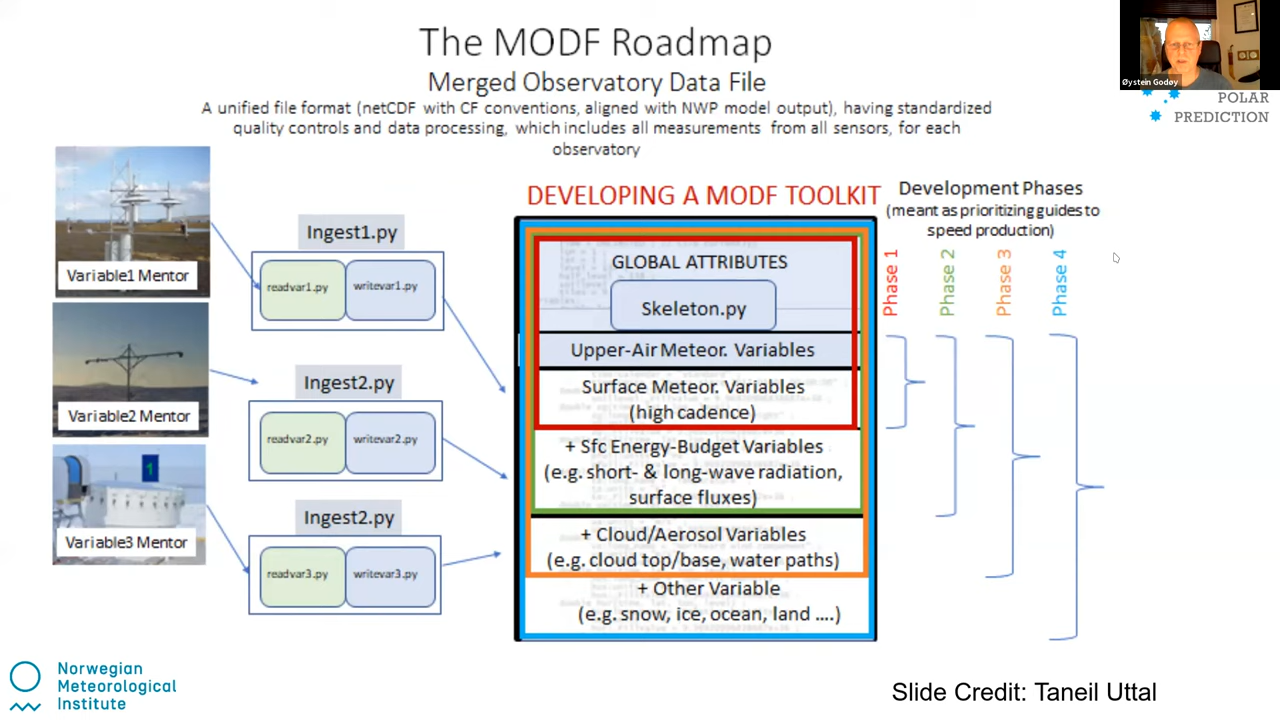 The MODF Roadmap
Merged Observatory Data File
A unified file format (netCDF with CF conventions, aligned with NWP model output), having standardized
quality controls and data processing, which includes all measurements from all sensors, for each
observatory
Øystein Godøy
POLAR
PREDICTION
Variable1 Mentor
Variable2 Mentor
1
Variable3 Mentor
Ingest1.py
readvar1.py
writevar1.py
Ingest2.py
readvar2.py
writevar2.py
Ingest2.py
readvar3.py
writevar3.py
DEVELOPING A MODF TOOLKIT
GLOBAL ATTRIBUTES
Skeleton.py
Upper-Air Meteor. Variables
Surface Meteor. Variables
(high cadence)
+ Sfc Energy-Budget Variables
(e.g. short- & long-wave radiation,
surface fluxes)
+ Cloud/Aerosol Variables
(e.g. cloud top/base, water paths)
+ Other Variable
(e.g. snow, ice, ocean, land ....)
Development Phases
(meant as prioritizing guides to
speed production)
Phase 1
Phase 2
Phase 3
Phase 4
Norwegian
Meteorological
Institute
Slide Credit: Taneil Uttal